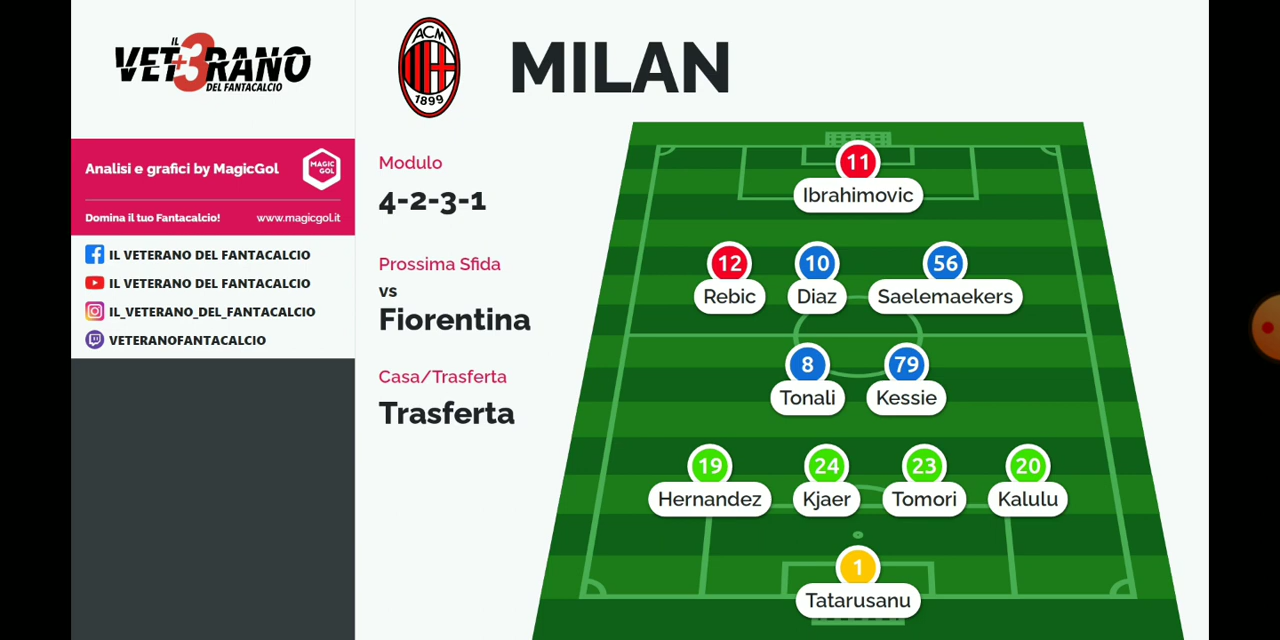 IL
VET+3RANO
DEL FANTACALCIO
Analisi e grafici by MagicGol
MAGIC
GOL
Domina il tuo Fantacalcio! www.magicgol.it
IL VETERANO DEL FANTACALCIO
IL VETERANO DEL FANTACALCIO
IL_VETERANO_DEL_FANTACALCIO
VETERANOFANTACALCIO
ACM
1899
MILAN
Modulo
4-2-3-1
Prossima Sfida
vs
Fiorentina
Casa/Trasferta
Trasferta
11
Ibrahimovic
12 10 56
Rebic Diaz Saelemaekers
8 79
Tonali Kessie
19 24 23 20
Hernandez Kjaer Tomori Kalulu
1
Tatarusanu